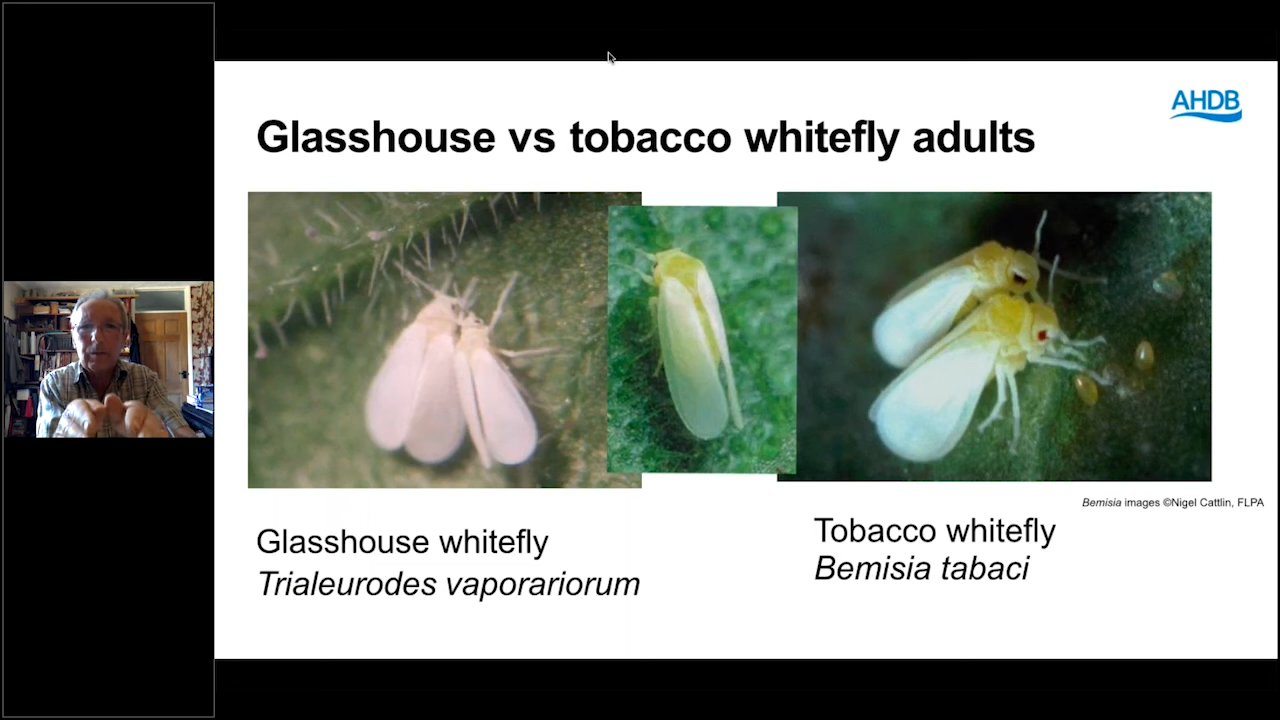 AHDB
Glasshouse vs tobacco whitefly adults
Bemisia images ©Nigel Cattlin, FLPA
Glasshouse whitefly
Trialeurodes vaporariorum
Tobacco whitefly
Bemisia tabaci